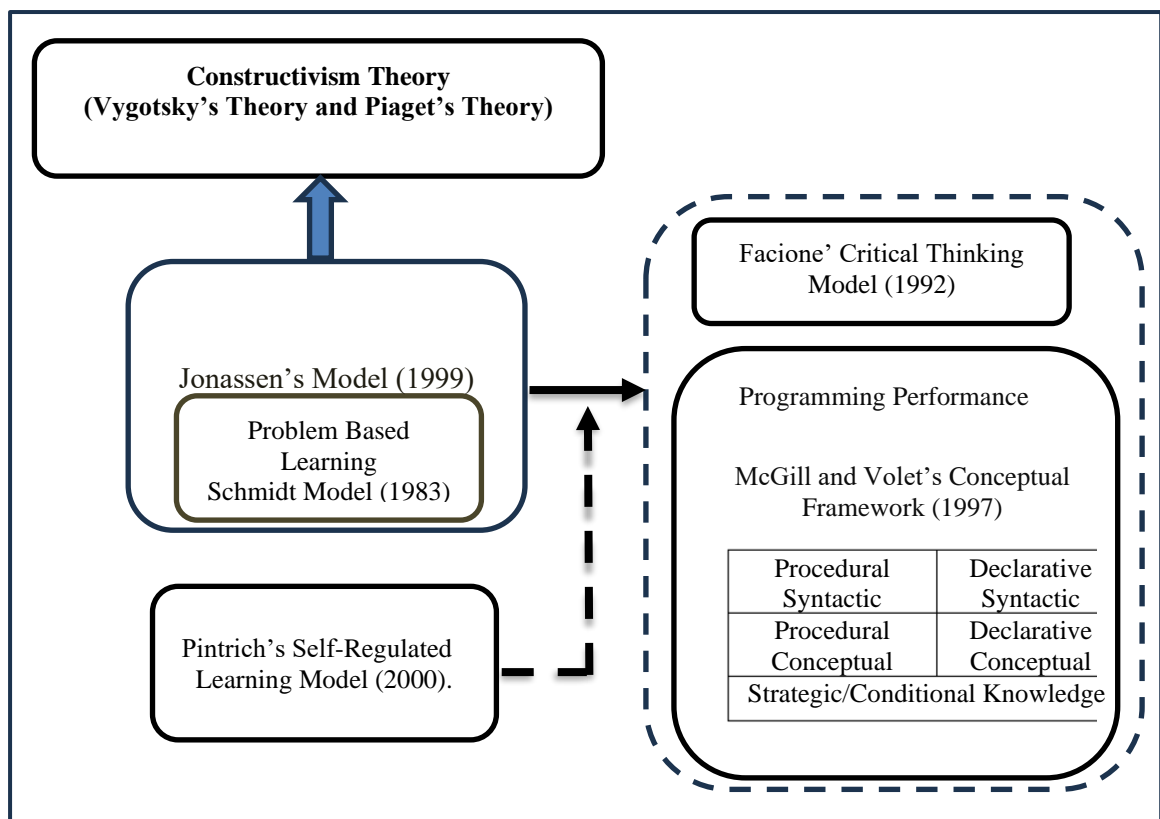 Constructivism Theory
(Vygotsky’s Theory and Piaget’s Theory)
Jonassen’s Model (1999)
Problem Based
Learning
Schmidt Model (1983)
Pintrich’s Self-Regulated
Learning Model (2000).
Facione’ Critical Thinking
Model (1992)
Programming Performance
McGill and Volet’s Conceptual
Framework (1997)
Procedural
Syntactic
Declarative
Syntactic
Procedural
Conceptual
Declarative
Conceptual
Strategic/Conditional Knowledge